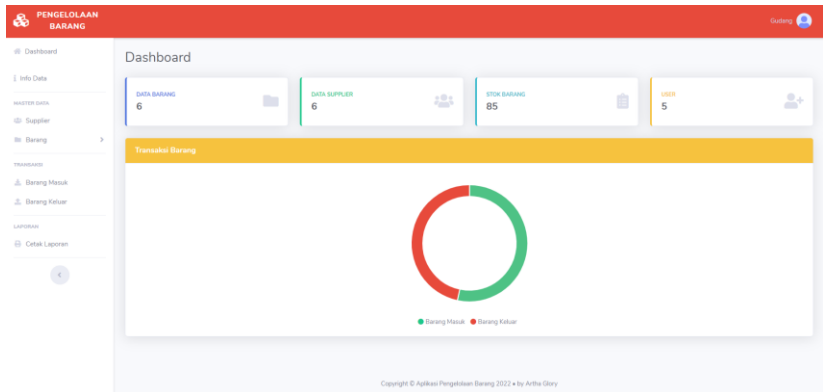 PENGELOLAAN
BARANG
Gudang
Dashboard
Info Data
MASTER DATA
Supplier
Barang
TRANSAKSI
Barang Masuk
Barang Keluar
LAPORAN
Cetak Laporan
Dashboard
DATA BARANG
6
DATA SUPPLIER
6
STOK BARANG
85
USER
5
Transaksi Barang
Barang Masuk Barang Keluar
Copyright © Aplikasi Pengelolaan Barang 2022 • by Artha Glory